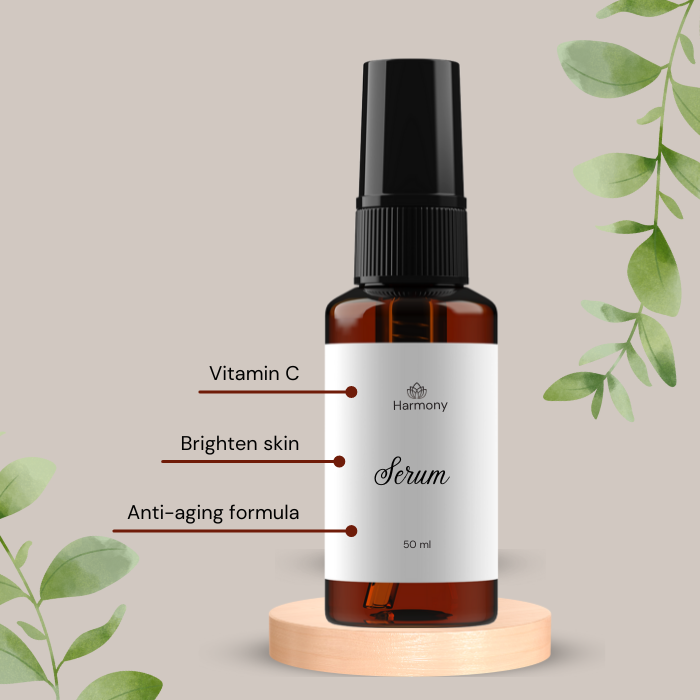 Vitamin C
Harmony
Brighten skin
Serum
Anti-aging formula
50 ml